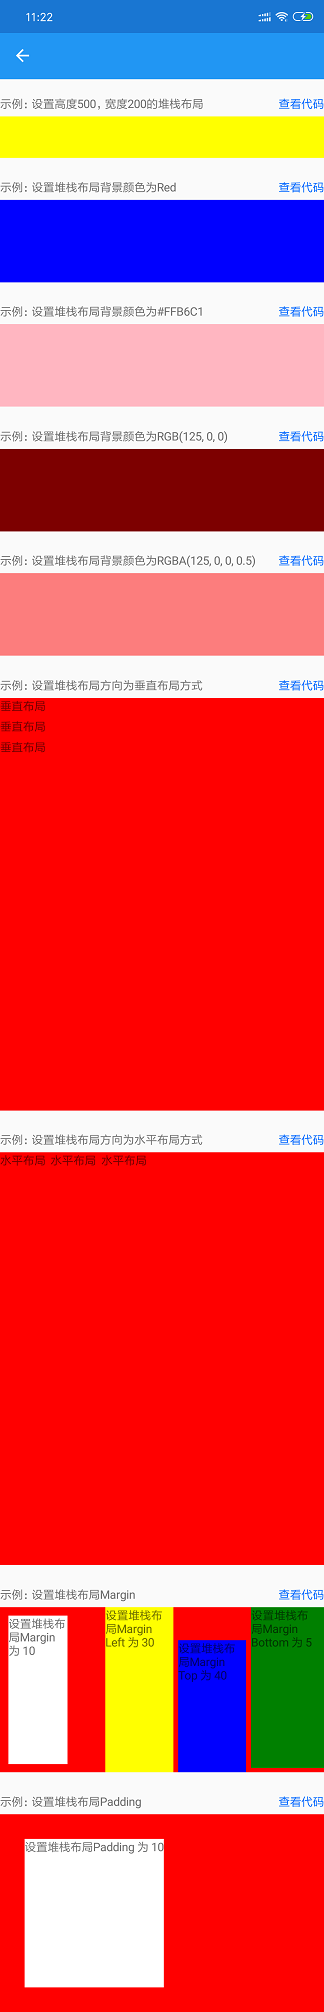 11:22
示例：设置高度500，宽度200的堆栈布局 查看代码
示例：设置堆栈布局背景颜色为Red 查看代码
示例：设置堆栈布局背景颜色为#FFB6C1 查看代码
示例：设置堆栈布局背景颜色为RGB(125, 0, 0) 查看代码
示例：设置堆栈布局背景颜色为RGBA(125, 0, 0, 0.5) 查看代码
示例：设置堆栈布局方向为垂直布局方式 查看代码
垂直布局
垂直布局
垂直布局
示例：设置堆栈布局方向为水平布局方式 查看代码
水平布局 水平布局 水平布局
示例：设置堆栈布局Margin 查看代码
设置堆栈布
局Margin
为 10
设置堆栈布
局Margin
Left 为 30
设置堆栈布
局Margin
Top 为 40
设置堆栈布
局Margin
Bottom 为 5
示例：设置堆栈布局Padding 查看代码
设置堆栈布局Padding 为 10